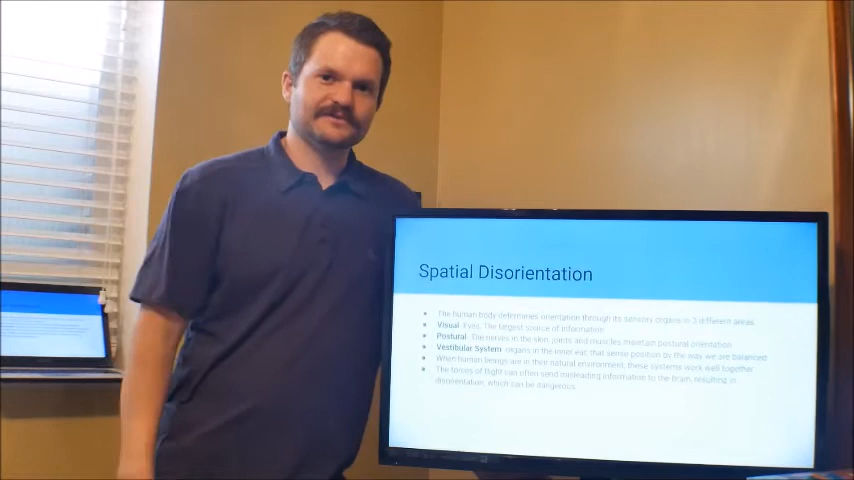 Spatial Disorientation
The human body determines orientation through its sensory organs in 3 different areas.
Visual Eyes. The largest source of information
Postural The nerves in the skin, joints and muscles maintain postural orientation
Vestibular System organs in the inner ear, that sense position by the way we are balanced
When human beings are in their natural environment, these systems work well together
The forces of flight can often send misleading information to the brain, resulting in
disorientation, which can be dangerous.